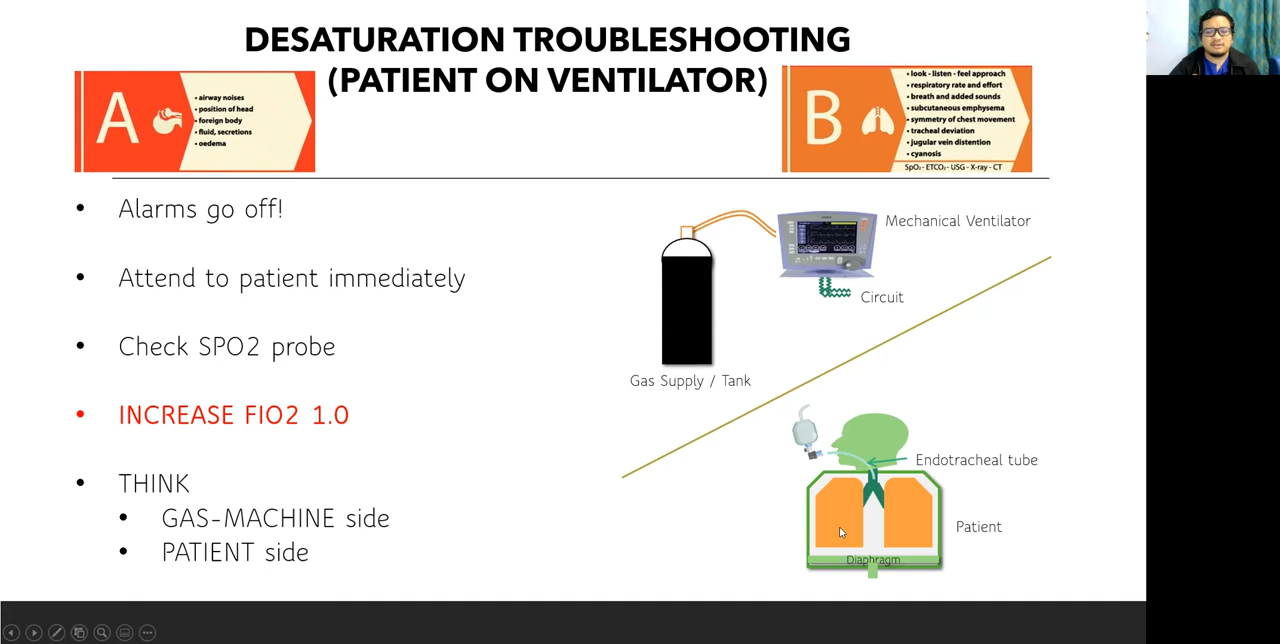 DESATURATION TROUBLESHOOTING
(PATIENT ON VENTILATOR)
A
• airway noises
• position of head
• foreign body
• fluid, secretions
• oedema
B
• look - listen - feel approach
• respiratory rate and effort
• breath and added sounds
• subcutaneous emphysema
• symmetry of chest movement
• tracheal deviation
• jugular vein distention
• cyanosis
SpO₂ - ETCO₂ - USG - X-ray - CT
• Alarms go off!
• Attend to patient immediately
• Check SPO2 probe
• INCREASE FIO2 1.0
• THINK
• GAS-MACHINE side
• PATIENT side
Mechanical Ventilator
Circuit
Gas Supply / Tank
Endotracheal tube
Patient
Diaphragm